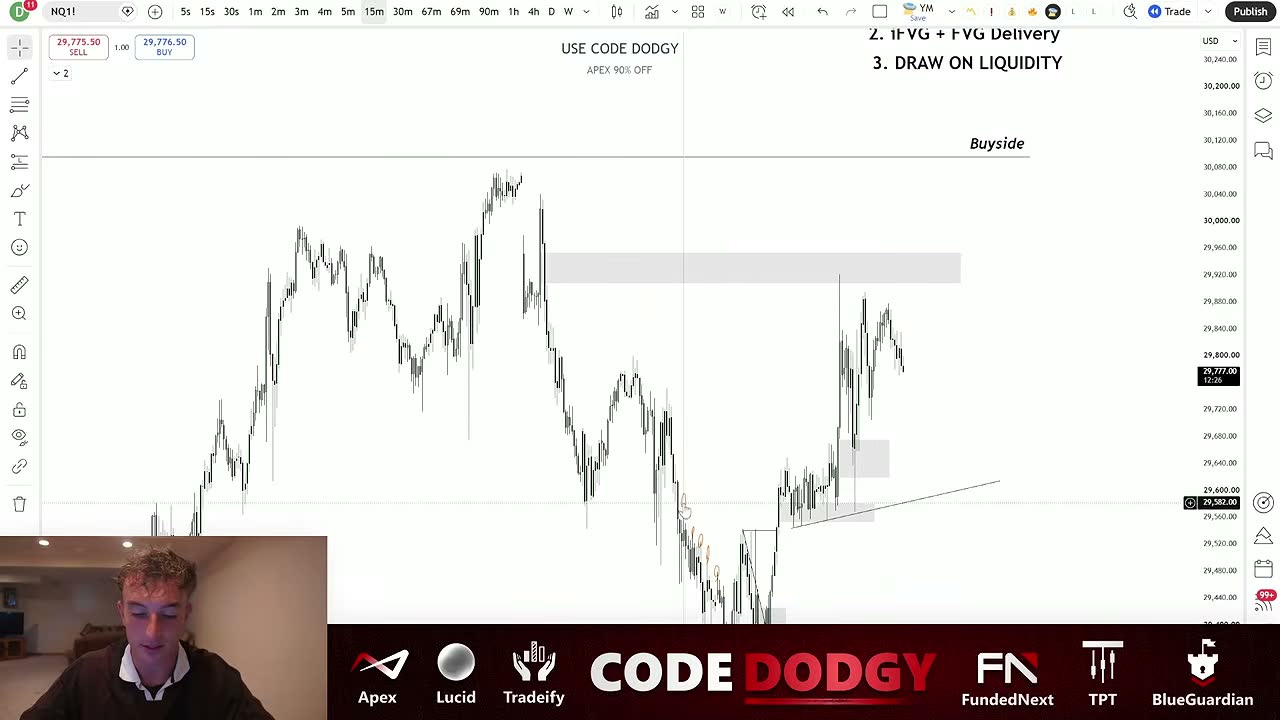 D 11 NQ1! 5s 15s 30s 1m 2m 3m 4m 5m 15m 30m 67m 69m 90m 1h 4h D W W YM Save ! L L Trade Publish
29,775.50 SELL 1.00 29,776.50 BUY
2
USE CODE DODGY
APEX 90% OFF
2. iFVG + FVG Delivery
3. DRAW ON LIQUIDITY
Buyside
USD
30,240.00
30,200.00
30,160.00
30,120.00
30,080.00
30,040.00
30,000.00
29,960.00
29,920.00
29,880.00
29,840.00
29,800.00
29,777.00
12:26
29,720.00
29,680.00
29,640.00
29,600.00
29,582.00
29,560.00
29,520.00
29,480.00
29,440.00
99+
Apex
Lucid
Tradeify
CODE DODGY
FN
FundedNext
TPT
BlueGuardian